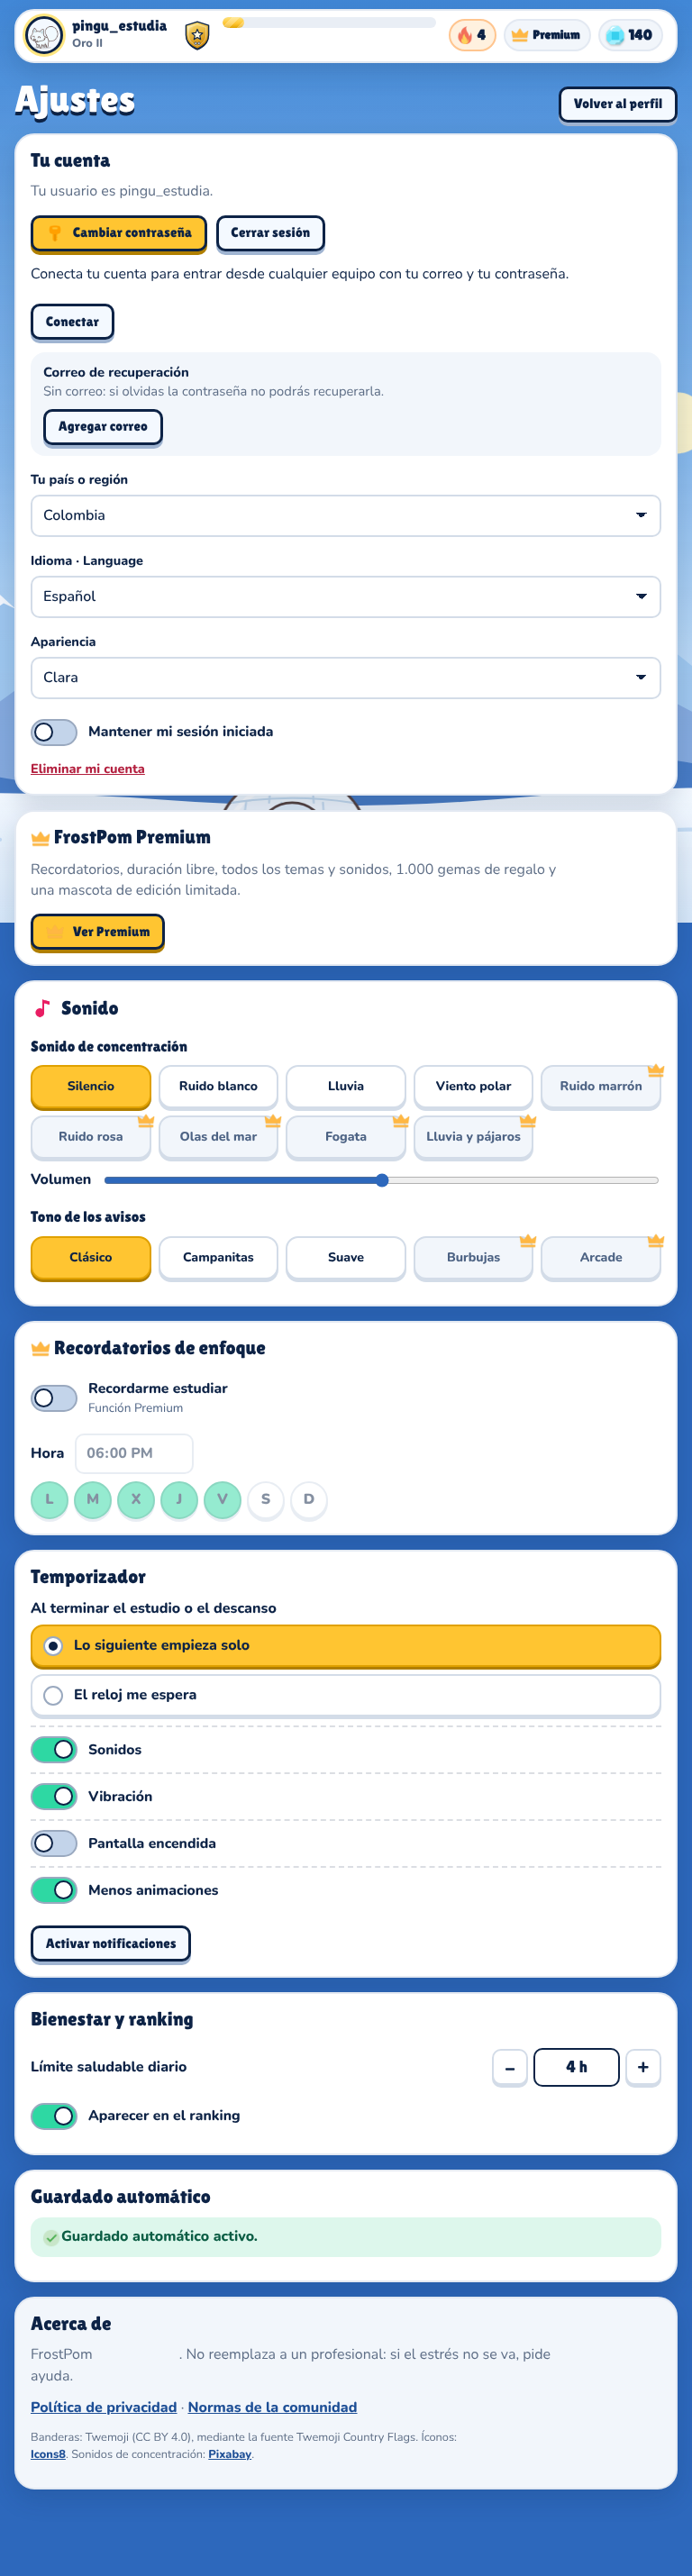 pingu_estudia
Oro II
4
Premium
140
Ajustes
Volver al perfil
Tu cuenta
Tu usuario es pingu_estudia.
Cambiar contraseña
Cerrar sesión
Conecta tu cuenta para entrar desde cualquier equipo con tu correo y tu contraseña.
Conectar
Correo de recuperación
Sin correo: si olvidas la contraseña no podrás recuperarla.
Agregar correo
Tu país o región
Colombia
Idioma · Language
Español
Apariencia
Clara
Mantener mi sesión iniciada
Eliminar mi cuenta
FrostPom Premium
Recordatorios, duración libre, todos los temas y sonidos, 1.000 gemas de regalo y
una mascota de edición limitada.
Ver Premium
Sonido
Sonido de concentración
Silencio
Ruido blanco
Lluvia
Viento polar
Ruido marrón
Ruido rosa
Olas del mar
Fogata
Lluvia y pájaros
Volumen
Tono de los avisos
Clásico
Campanitas
Suave
Burbujas
Arcade
Recordatorios de enfoque
Recordarme estudiar
Función Premium
Hora 06:00 PM
L M X J V S D
Temporizador
Al terminar el estudio o el descanso
Lo siguiente empieza solo
El reloj me espera
Sonidos
Vibración
Pantalla encendida
Menos animaciones
Activar notificaciones
Bienestar y ranking
Límite saludable diario
– 4 h +
Aparecer en el ranking
Guardado automático
Guardado automático activo.
Acerca de
FrostPom . No reemplaza a un profesional: si el estrés no se va, pide
ayuda.
Política de privacidad · Normas de la comunidad
Banderas: Twemoji (CC BY 4.0), mediante la fuente Twemoji Country Flags. Íconos:
Icons8. Sonidos de concentración: Pixabay.